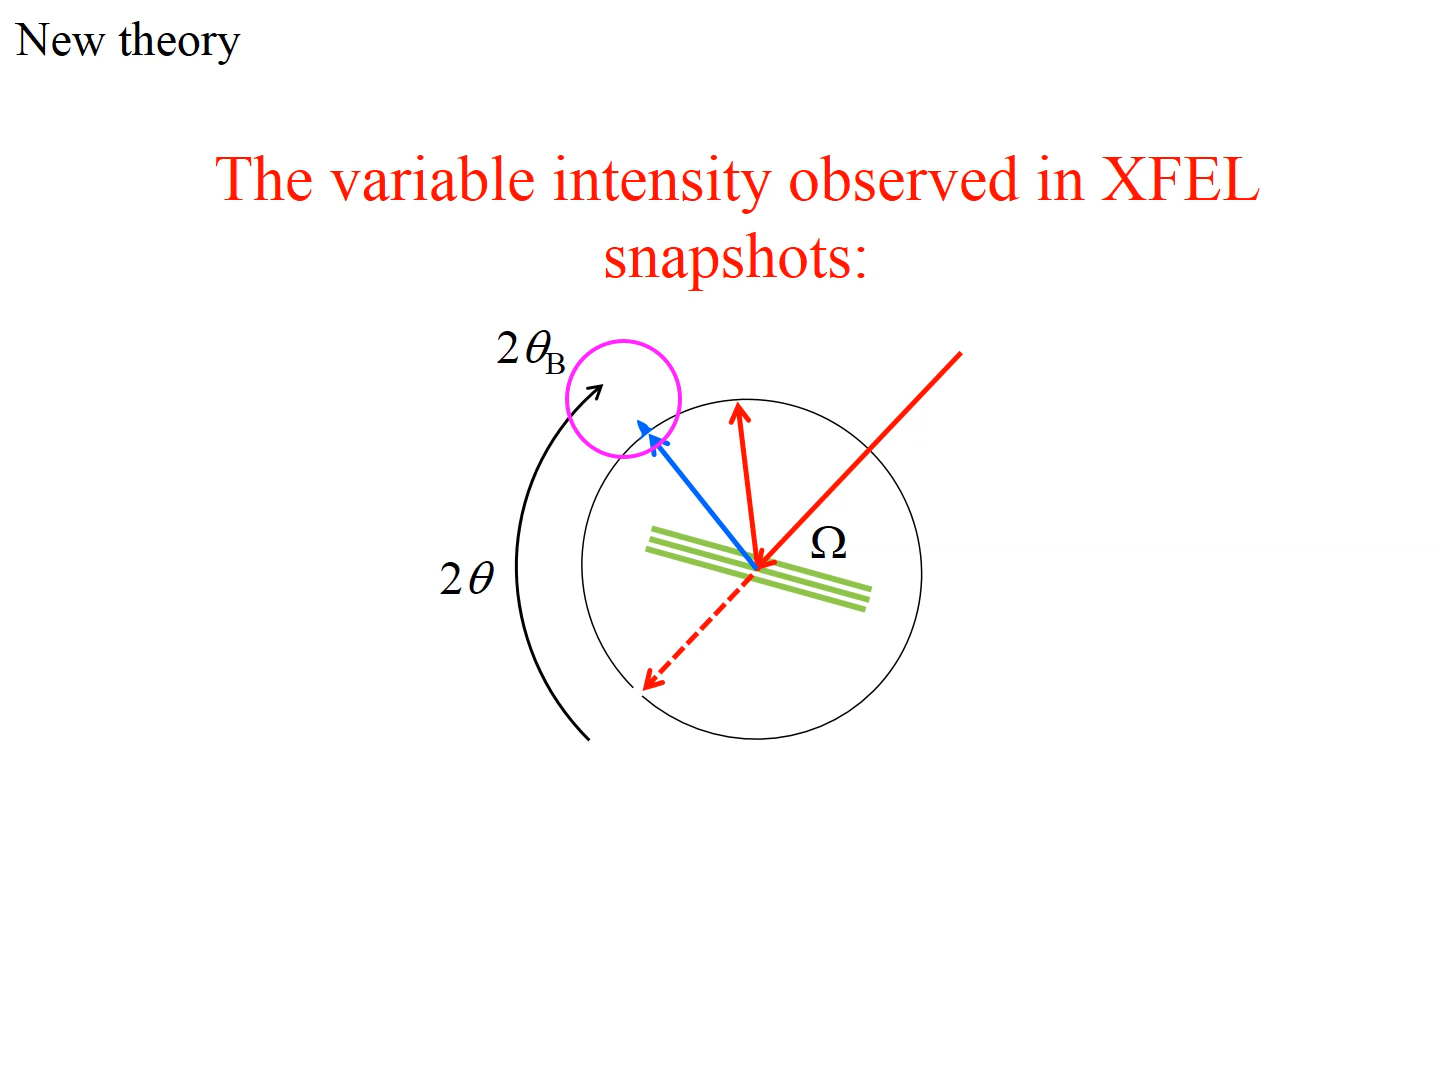 New theory
The variable intensity observed in XFEL
snapshots:
2θB
Ω
2θ